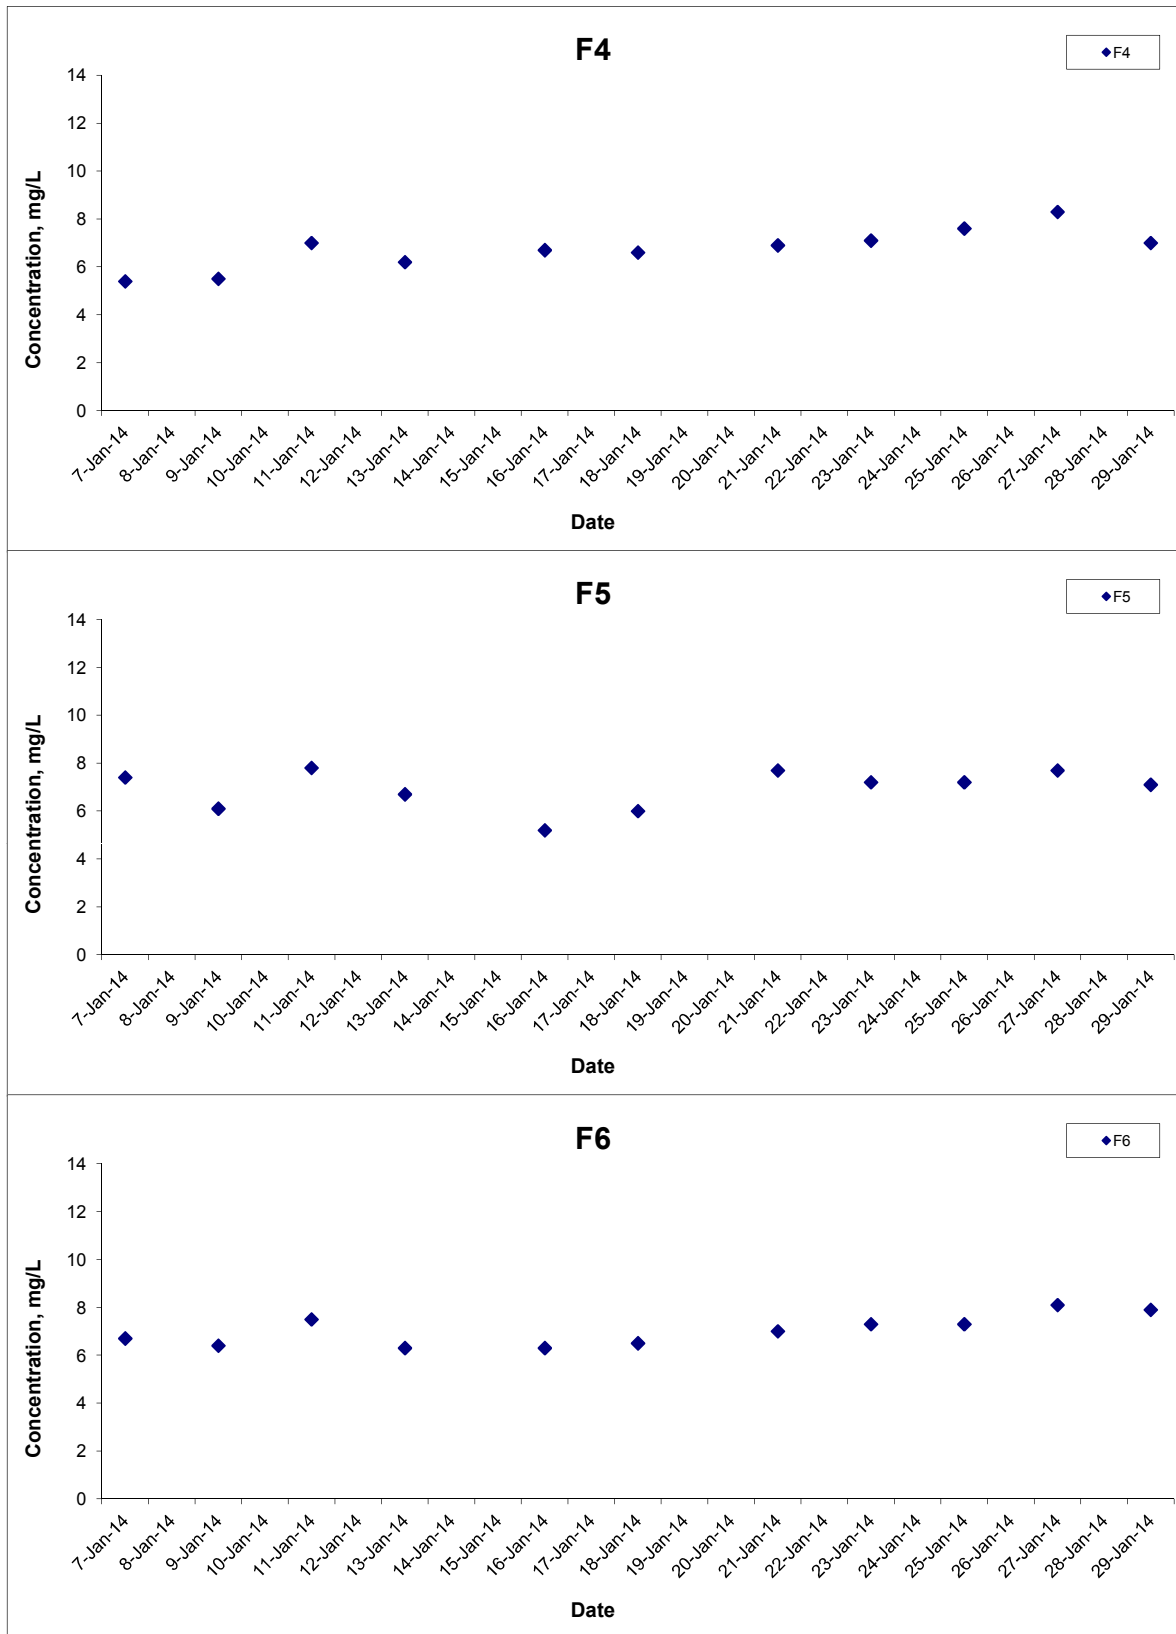 F4
F4
14
12
10
8
6
4
2
0
Concentration, mg/L
7-Jan-14
8-Jan-14
9-Jan-14
10-Jan-14
11-Jan-14
12-Jan-14
13-Jan-14
14-Jan-14
15-Jan-14
16-Jan-14
17-Jan-14
18-Jan-14
19-Jan-14
20-Jan-14
21-Jan-14
22-Jan-14
23-Jan-14
24-Jan-14
25-Jan-14
26-Jan-14
27-Jan-14
28-Jan-14
29-Jan-14
Date
F5
F5
14
12
10
8
6
4
2
0
Concentration, mg/L
7-Jan-14
8-Jan-14
9-Jan-14
10-Jan-14
11-Jan-14
12-Jan-14
13-Jan-14
14-Jan-14
15-Jan-14
16-Jan-14
17-Jan-14
18-Jan-14
19-Jan-14
20-Jan-14
21-Jan-14
22-Jan-14
23-Jan-14
24-Jan-14
25-Jan-14
26-Jan-14
27-Jan-14
28-Jan-14
29-Jan-14
Date
F6
F6
14
12
10
8
6
4
2
0
Concentration, mg/L
7-Jan-14
8-Jan-14
9-Jan-14
10-Jan-14
11-Jan-14
12-Jan-14
13-Jan-14
14-Jan-14
15-Jan-14
16-Jan-14
17-Jan-14
18-Jan-14
19-Jan-14
20-Jan-14
21-Jan-14
22-Jan-14
23-Jan-14
24-Jan-14
25-Jan-14
26-Jan-14
27-Jan-14
28-Jan-14
29-Jan-14
Date